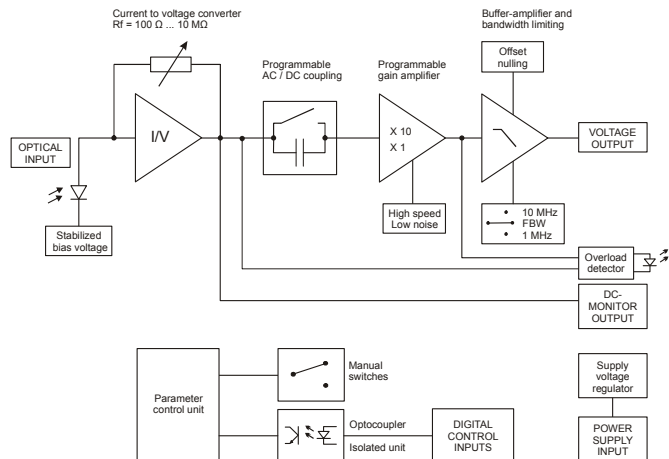 Current to voltage converter
Rf = 100 Ω ... 10 MΩ
Buffer-amplifier and
bandwidth limiting
Programmable
AC / DC coupling
Programmable
gain amplifier
Offset
nulling
I/V
X 10
X 1
OPTICAL
INPUT
VOLTAGE
OUTPUT
Stabilized
bias voltage
High speed
Low noise
10 MHz
FBW
1 MHz
Overload
detector
DC-
MONITOR
OUTPUT
Manual
switches
Parameter
control unit
Supply
voltage
regulator
Optocoupler
Isolated unit
DIGITAL
CONTROL
INPUTS
POWER
SUPPLY
INPUT